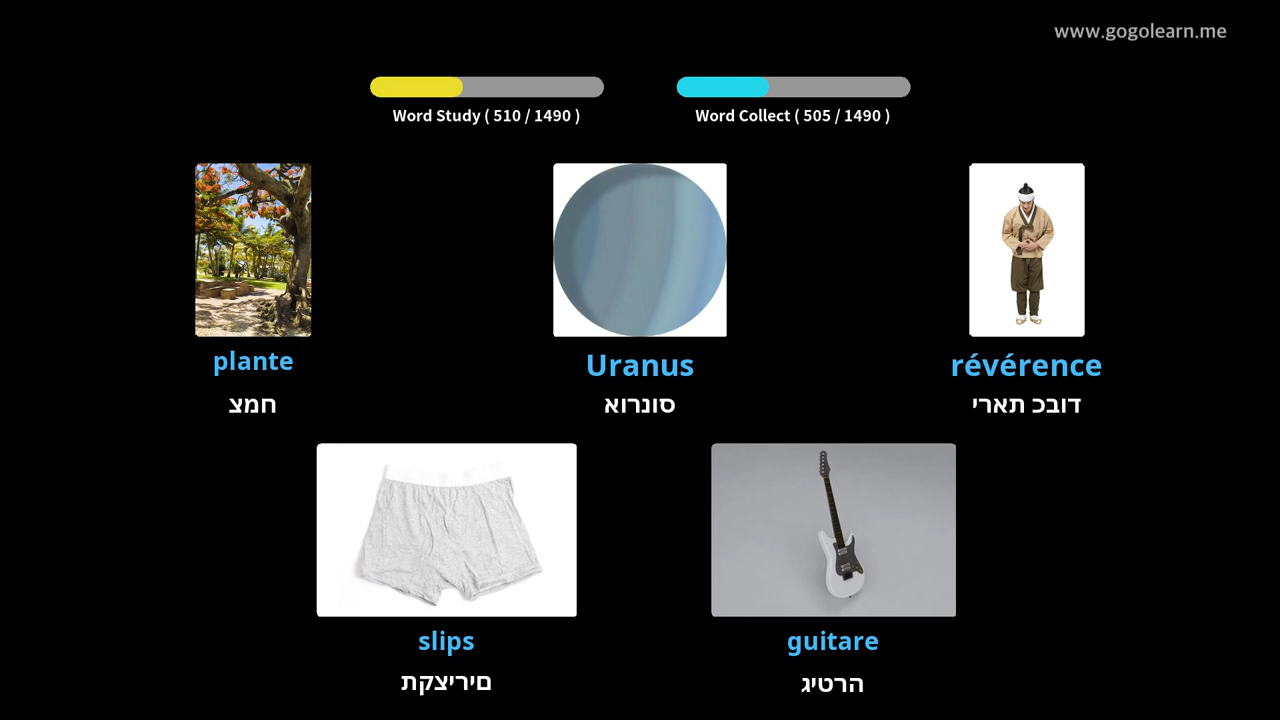 www.gogolearn.me
Word Study ( 510 / 1490 )
Word Collect ( 505 / 1490 )
plante
צמח
Uranus
אורנוס
révérence
יראת כבוד
slips
תקצירים
guitare
גיטרה